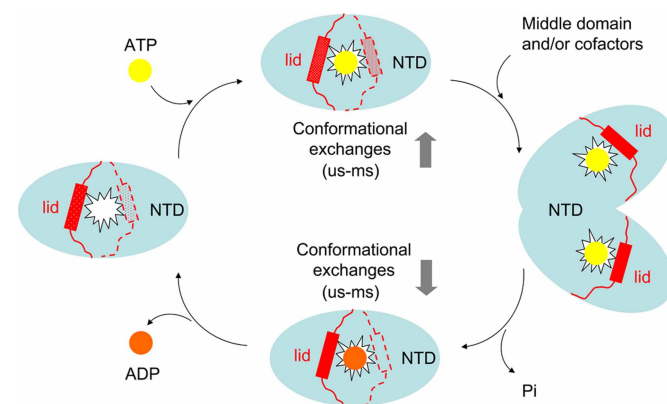 ATP
lid
NTD
Middle domain
and/or cofactors
Conformational
exchanges
(us-ms)
lid
lid
NTD
NTD
lid
Conformational
exchanges
(us-ms)
lid
NTD
ADP
Pi